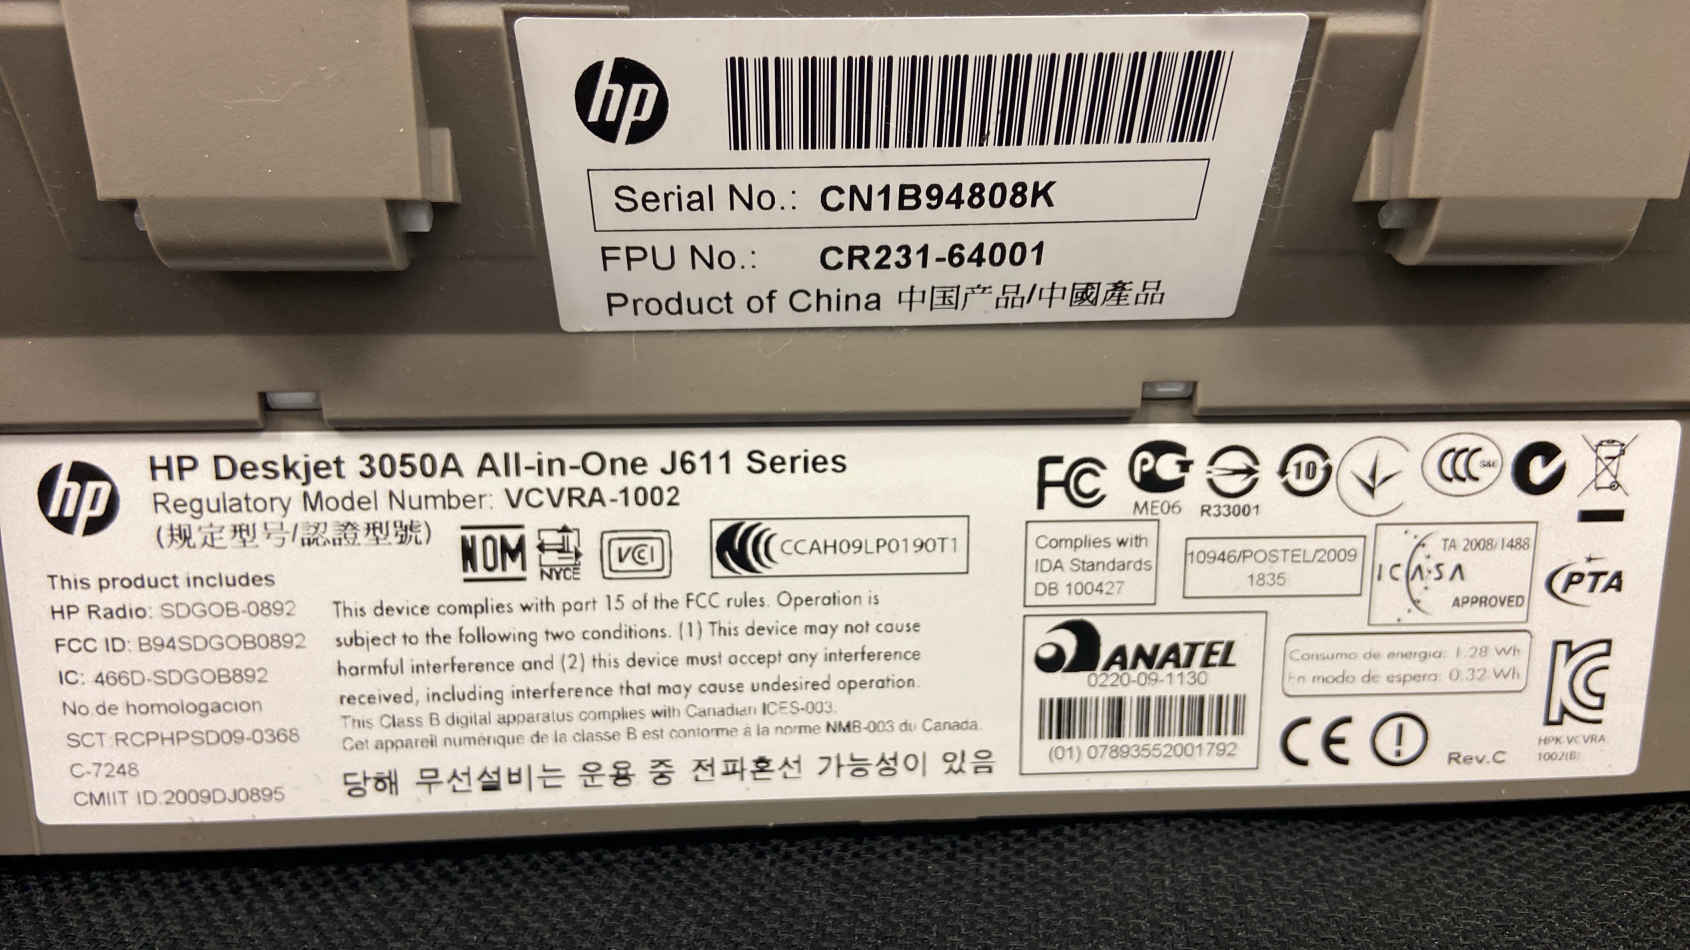 hp
Serial No.: CN1B94808K
FPU No.: CR231-64001
Product of China 中国产品/中國產品
hp
HP Deskjet 3050A All-in-One J611 Series
Regulatory Model Number: VCVRA-1002
(规定型号/認證型號)
NOM
NYCE
VCI
CCAH09LP0190T1
This product includes
HP Radio: SDGOB-0892
FCC ID: B94SDGOB0892
IC: 466D-SDGOB892
No.de homologacion
SCT:RCPHPSD09-0368
C-7248
CMIIT ID:2009DJ0895
This device complies with part 15 of the FCC rules. Operation is
subject to the following two conditions. (1) This device may not cause
harmful interference and (2) this device must accept any interference
received, including interference that may cause undesired operation.
This Class B digital apparatus complies with Canadian ICES-003.
Cet appareil numérique de la classe B est conforme à la norme NMB-003 du Canada.
당해 무선설비는 운용 중 전파혼선 가능성이 있음
FC
PG
ME06
R33001
10
CCC
S&E
Complies with
IDA Standards
DB 100427
10946/POSTEL/2009
1835
TA 2008/1488
ICASA
APPROVED
PTA
ANATEL
0220-09-1130
(01) 07893552001792
Consumo de energia: 1.28 Wh
En modo de espera: 0.32 Wh
CE
Rev.C
KC
HPK-VCVRA
1002(B)